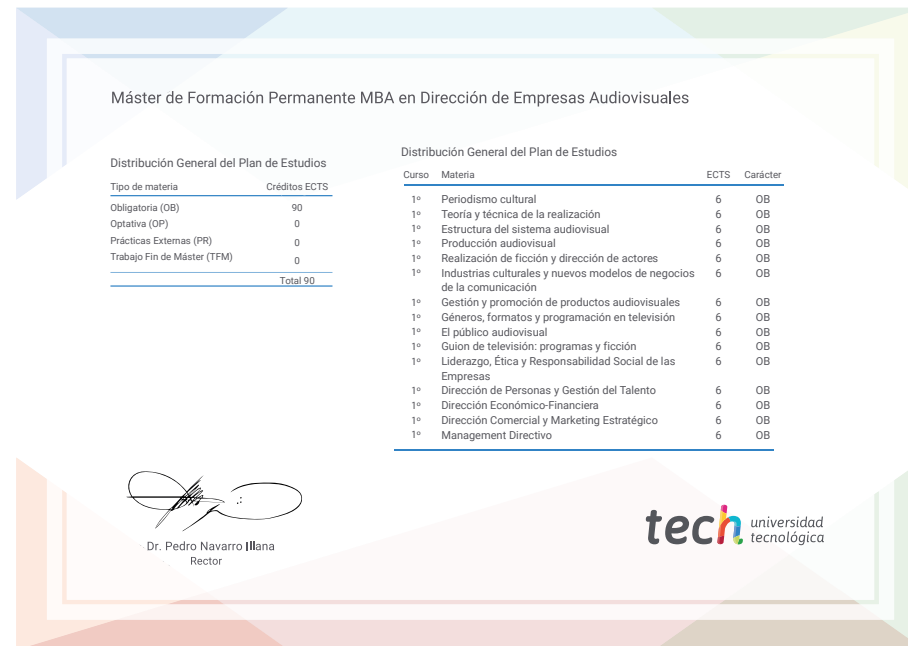 Máster de Formación Permanente MBA en Dirección de Empresas Audiovisuales
Distribución General del Plan de Estudios
Tipo de materia Créditos ECTS
Obligatoria (OB) 90
Optativa (OP) 0
Prácticas Externas (PR) 0
Trabajo Fin de Máster (TFM) 0
Total 90
Distribución General del Plan de Estudios
Curso Materia ECTS Carácter
1º Periodismo cultural 6 OB
1º Teoría y técnica de la realización 6 OB
1º Estructura del sistema audiovisual 6 OB
1º Producción audiovisual 6 OB
1º Realización de ficción y dirección de actores 6 OB
1º Industrias culturales y nuevos modelos de negocios 6 OB
de la comunicación
1º Gestión y promoción de productos audiovisuales 6 OB
1º Géneros, formatos y programación en televisión 6 OB
1º El público audiovisual 6 OB
1º Guion de televisión: programas y ficción 6 OB
1º Liderazgo, Ética y Responsabilidad Social de las 6 OB
Empresas
1º Dirección de Personas y Gestión del Talento 6 OB
1º Dirección Económico-Financiera 6 OB
1º Dirección Comercial y Marketing Estratégico 6 OB
1º Management Directivo 6 OB
Dr. Pedro Navarro Illana
Rector
tech universidad
tecnológica